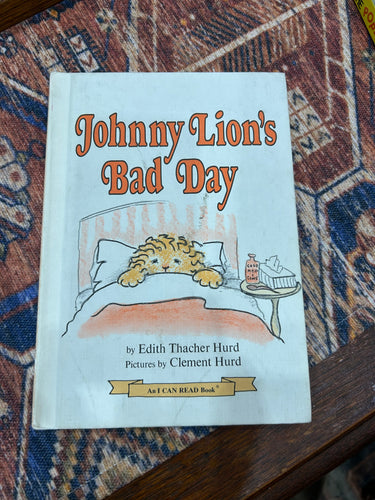 Johnny Lion's
Bad Day
by Edith Thacher Hurd
Pictures by Clement Hurd
An I CAN READ Book®